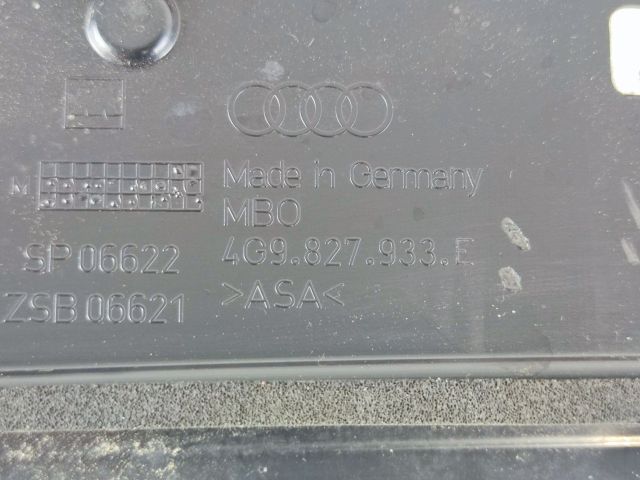 Made in Germany
M
MBO
SP 06622
4G9.827.933.E
ZSB 06621
>ASA<